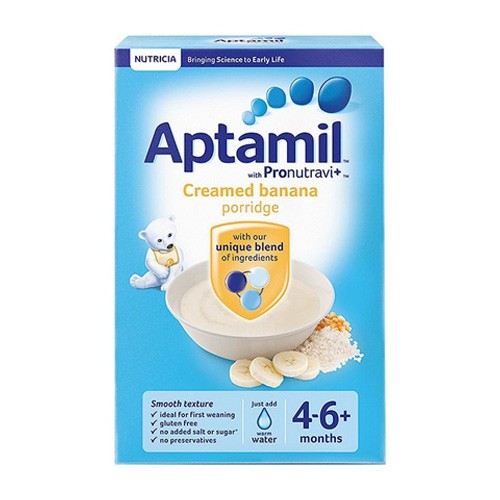 NUTRICIA Bringing Science to Early Life
Aptamil™
with Pronutravi+™
Creamed banana
porridge
with our
unique blend
of ingredients
Smooth texture
✓ ideal for first weaning
✓ gluten free
✓ no added salt or sugar*
✓ no preservatives
Just add
warm
water
4-6+
months